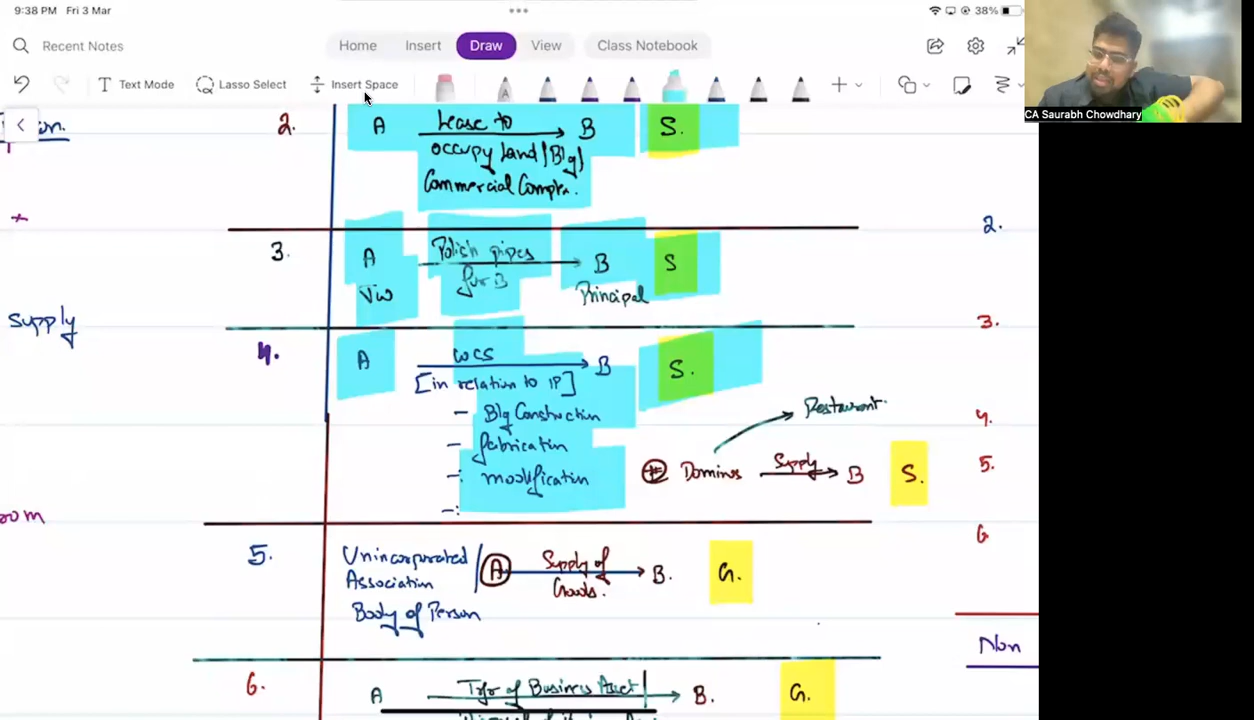 9:38 PM Fri 3 Mar
38%
Recent Notes
Home Insert Draw View Class Notebook
Text Mode Lasso Select Insert Space
CA Saurabh Chowdhary
2. A Lease to B S.
occupy Land/Blg/
Commercial Complex.
2.
3. A Polish pipes B S
for B
Principal
3.
Supply
4. A WCS B S.
[in relation to IP]
- Blg Construction
- fabrication
- modification
Restaurant
4.
Dominos Supply B S.
5.
oom
6
5. Unincorporated A Supply of B. G.
Association Goods.
Body of Person
Non
6. A Tsfr of Business Asset B. G.